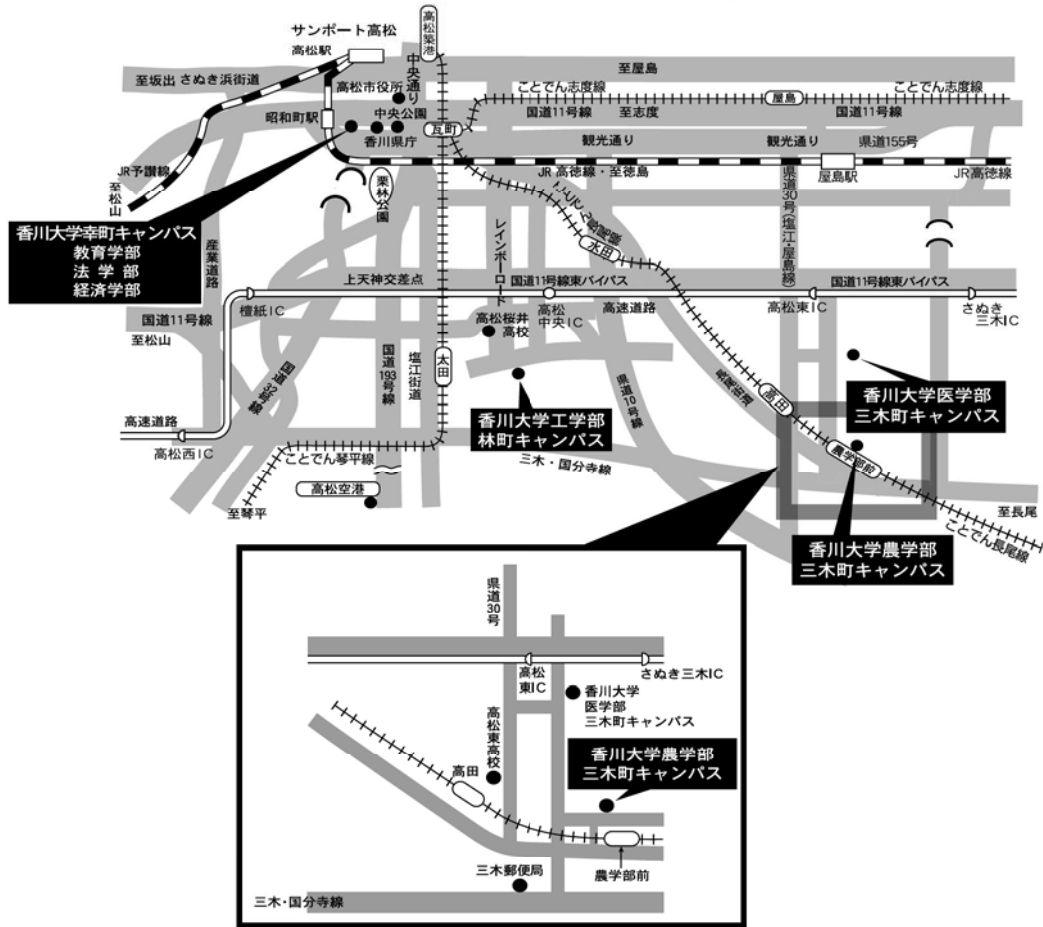 サンポート高松
高松駅
高松築港
中央通り
至坂出 さぬき浜街道
至屋島
高松市役所
ことでん志度線
ことでん志度線
屋島
国道11号線
至志度
国道11号線
中央公園
昭和町駅
瓦町
香川県庁
観光通り
観光通り
県道155号
JR予讃線
至松山
栗林公園
JR高徳線・至徳島
屋島駅
JR高徳線
県道30号(塩江・屋島線)
ことでん長尾線
水田
香川大学幸町キャンパス
教育学部
法学部
経済学部
産業道路
レインボーロード
上天神交差点
国道11号線東バイパス
国道11号線東バイパス
檀紙IC
高松中央IC
高速道路
高松東IC
さぬき三木IC
国道11号線
至松山
高松桜井高校
国道32号線
国道193号線
塩江街道
太田
県道10号線
長尾街道
高田
香川大学医学部
三木町キャンパス
香川大学工学部
林町キャンパス
高速道路
高松西IC
ことでん琴平線
三木・国分寺線
農学部前
高松空港
至琴平
至長尾
ことでん長尾線
香川大学農学部
三木町キャンパス
県道30号
高松東IC
さぬき三木IC
香川大学
医学部
三木町キャンパス
高松東高校
香川大学農学部
三木町キャンパス
高田
三木郵便局
農学部前
三木・国分寺線